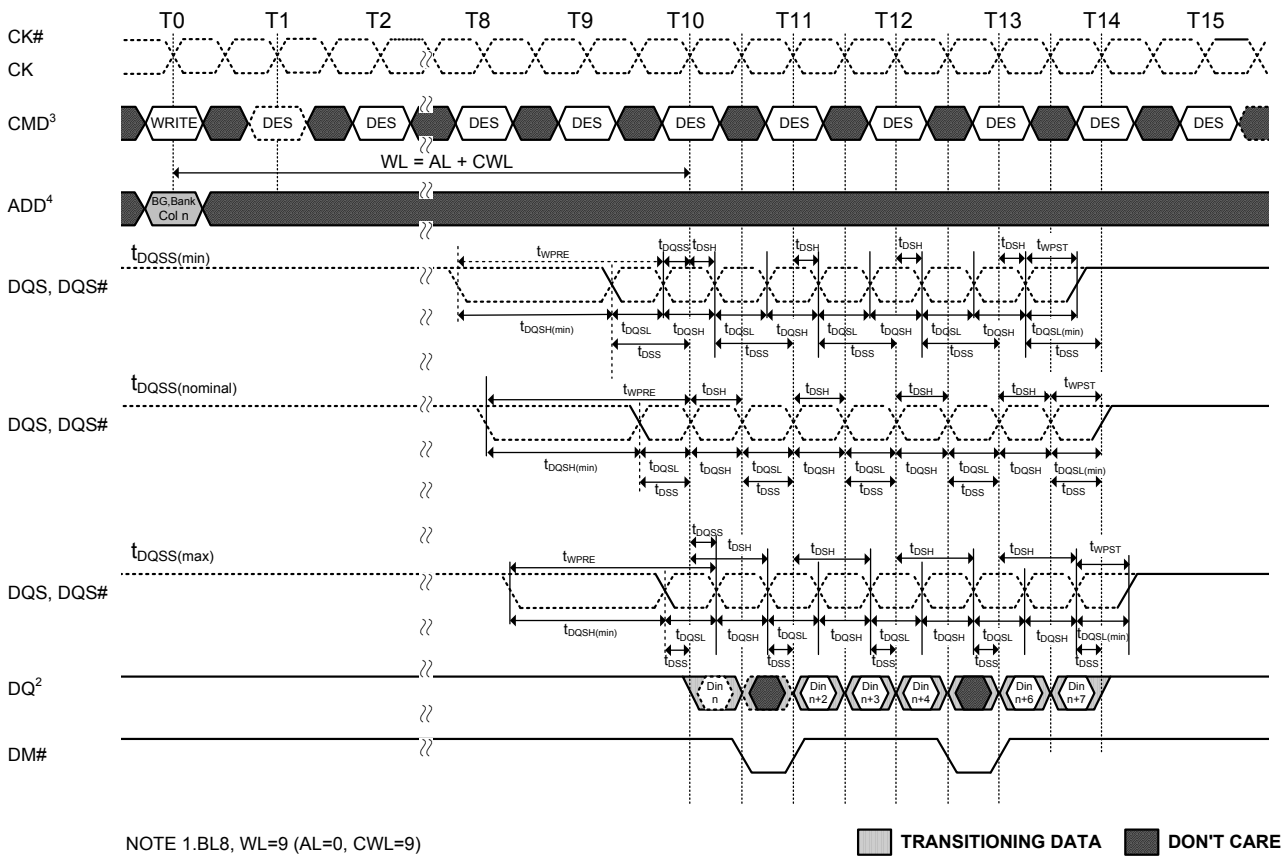 T0 T1 T2 T8 T9 T10 T11 T12 T13 T14 T15
CK#
CK
CMD³ WRITE DES DES DES DES DES DES DES DES DES DES
WL = AL + CWL
ADD⁴ BG,Bank
Col n
tDQSS(min) tWPRE tDQSS tDSH tDSH tDSH tDSH tWPST
DQS, DQS#
tDQSH(min) tDQSL tDQSH tDQSL tDQSH tDQSL tDQSH tDQSL tDQSH tDQSL(min)
tDSS tDSS tDSS tDSS tDSS
tDQSS(nominal) tWPRE tDSH tDSH tDSH tDSH tWPST
DQS, DQS#
tDQSH(min) tDQSL tDQSH tDQSL tDQSH tDQSL tDQSH tDQSL tDQSH tDQSL(min)
tDSS tDSS tDSS tDSS tDSS
tDQSS
tDQSS(max) tWPRE tDSH tDSH tDSH tDSH tWPST
DQS, DQS#
tDQSH(min) tDQSL tDQSH tDQSL tDQSH tDQSL tDQSH tDQSL tDQSH tDQSL(min)
tDSS tDSS tDSS tDSS tDSS
DQ² Din Din Din Din Din Din
n n+2 n+3 n+4 n+6 n+7
DM#
NOTE 1.BL8, WL=9 (AL=0, CWL=9) TRANSITIONING DATA DON'T CARE